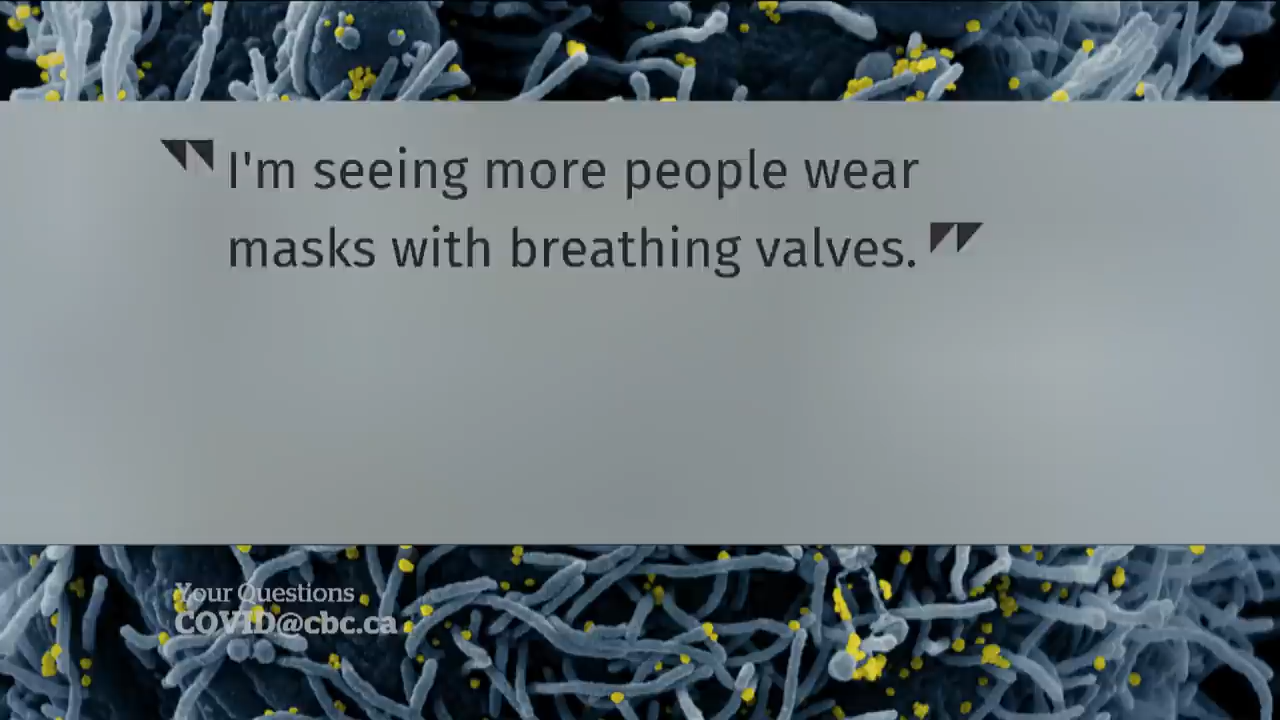 "I'm seeing more people wear
masks with breathing valves."
Your Questions
COVID@cbc.ca